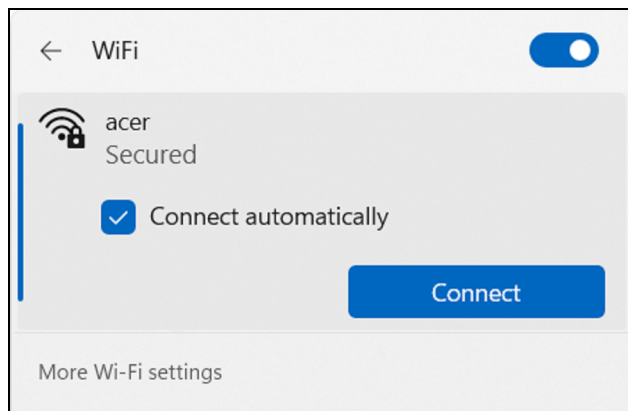 WiFi
acer
Secured
Connect automatically
Connect
More Wi-Fi settings